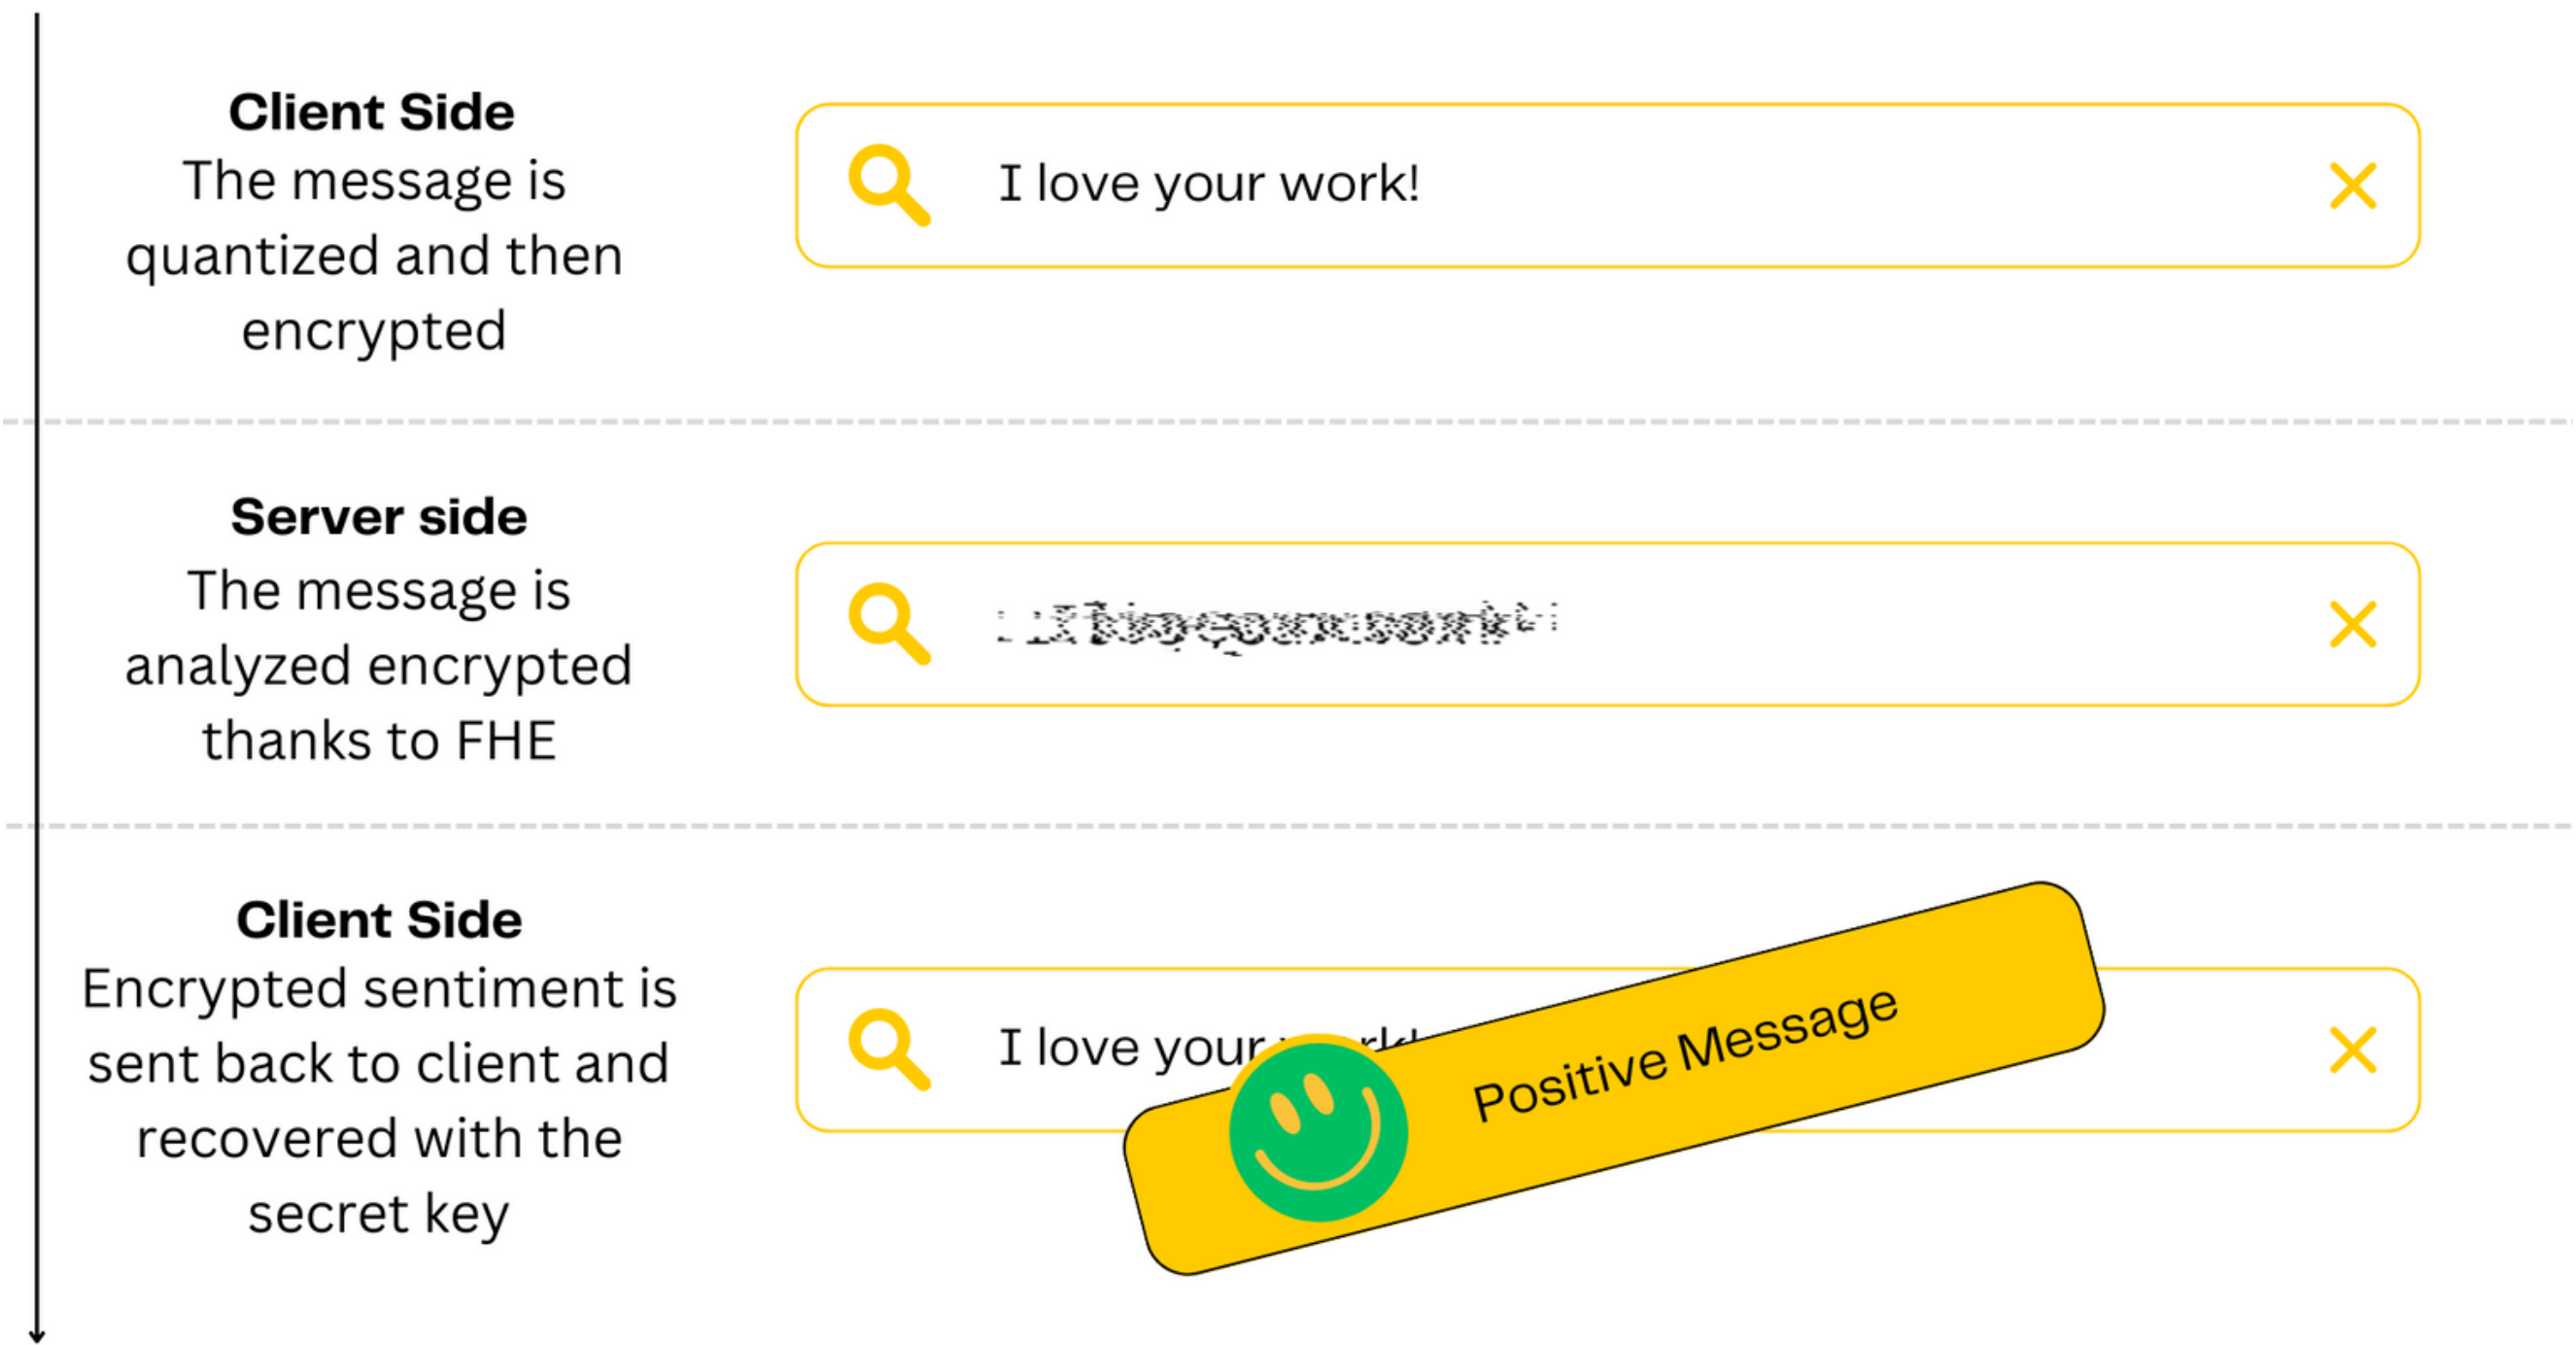 Client Side
The message is
quantized and then
encrypted
I love your work!
Server side
The message is
analyzed encrypted
thanks to FHE
Client Side
Encrypted sentiment is
sent back to client and
recovered with the
secret key
I love your
Positive Message